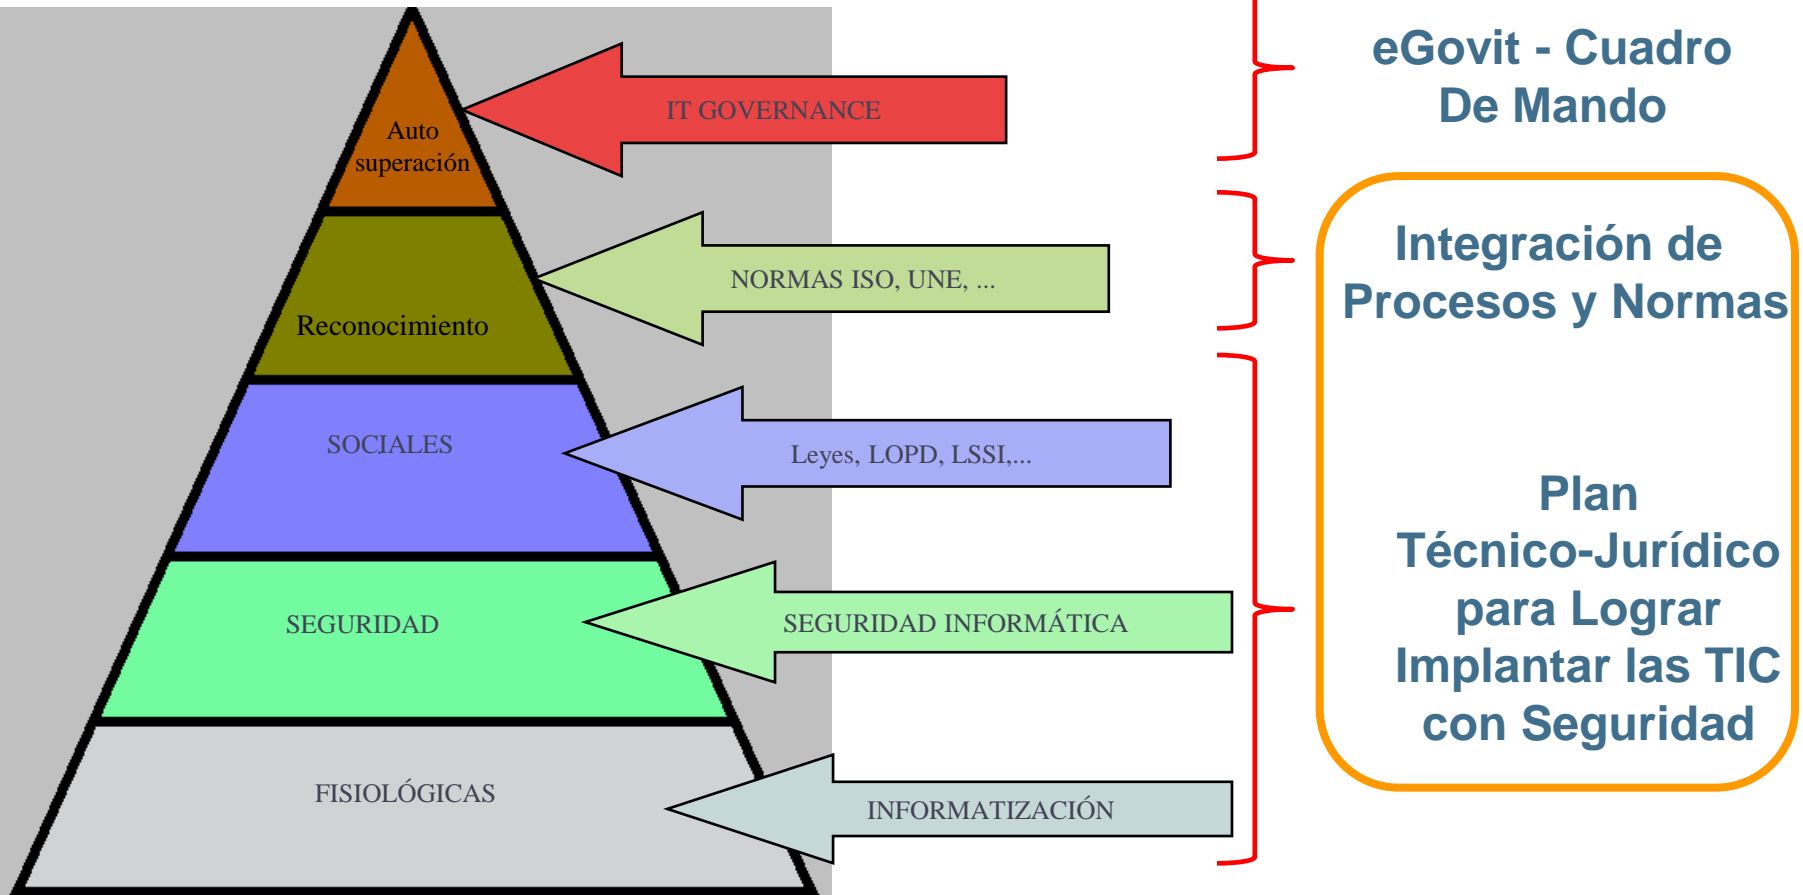 Auto
superación
Reconocimiento
SOCIALES
SEGURIDAD
FISIOLÓGICAS
IT GOVERNANCE
NORMAS ISO, UNE, ...
Leyes, LOPD, LSSI,...
SEGURIDAD INFORMÁTICA
INFORMATIZACIÓN
eGovit - Cuadro
De Mando
Integración de
Procesos y Normas
Plan
Técnico-Jurídico
para Lograr
Implantar las TIC
con Seguridad